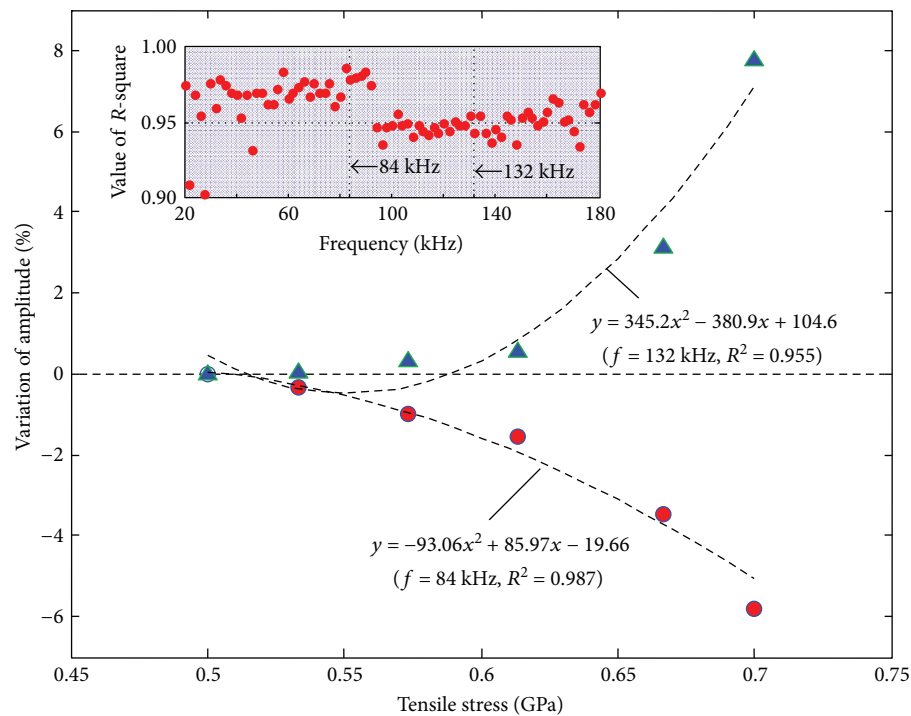 8
6
4
2
0
−2
−4
−6
Variation of amplitude (%)
0.45
0.5
0.55
0.6
0.65
0.7
0.75
Tensile stress (GPa)
1.00
0.95
0.90
Value of R-square
20
60
100
140
180
Frequency (kHz)
84 kHz
132 kHz
y = 345.2x² − 380.9x + 104.6
(f = 132 kHz, R² = 0.955)
y = −93.06x² + 85.97x − 19.66
(f = 84 kHz, R² = 0.987)